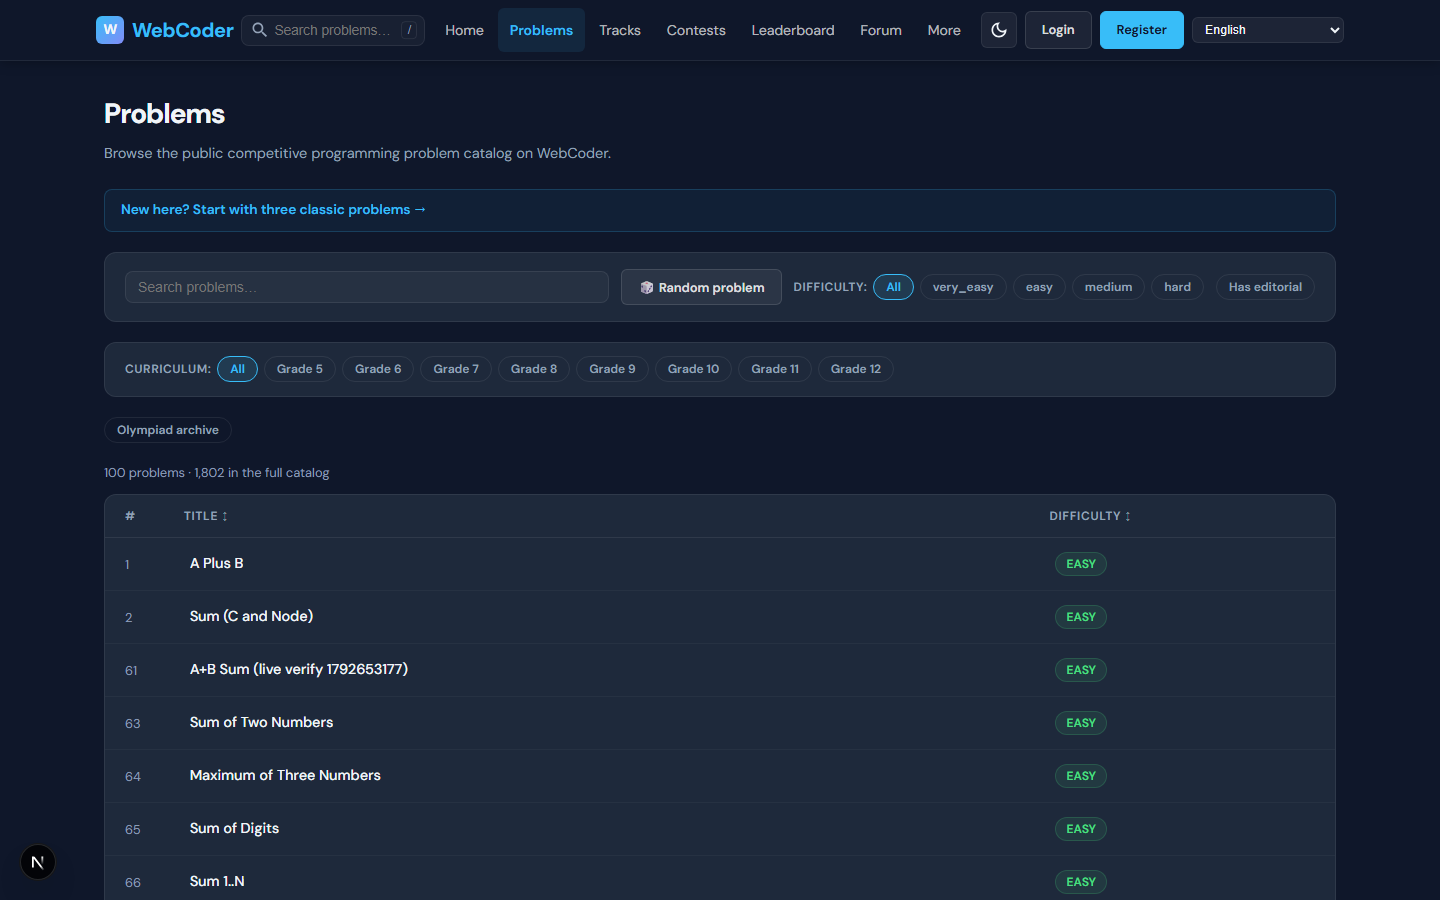 W WebCoder Search problems... / Home Problems Tracks Contests Leaderboard Forum More Login Register English
Problems
Browse the public competitive programming problem catalog on WebCoder.
New here? Start with three classic problems →
Search problems... Random problem DIFFICULTY: All very_easy easy medium hard Has editorial
CURRICULUM: All Grade 5 Grade 6 Grade 7 Grade 8 Grade 9 Grade 10 Grade 11 Grade 12
Olympiad archive
100 problems · 1,802 in the full catalog
# TITLE ↕ DIFFICULTY ↕
1 A Plus B EASY
2 Sum (C and Node) EASY
61 A+B Sum (live verify 1792653177) EASY
63 Sum of Two Numbers EASY
64 Maximum of Three Numbers EASY
65 Sum of Digits EASY
66 Sum 1..N EASY
N